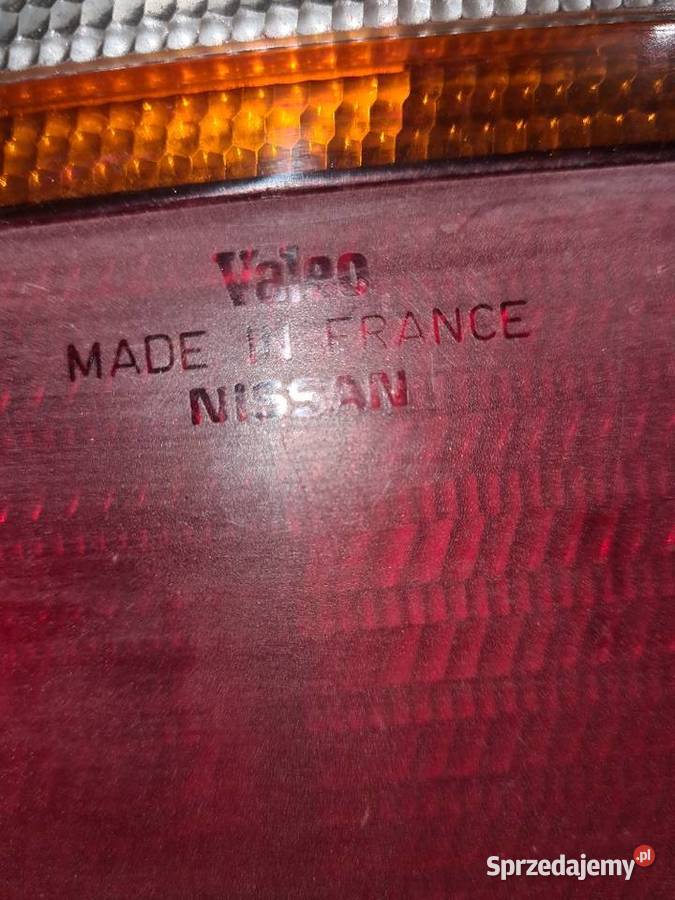 Valeo
MADE IN FRANCE
NISSAN
Sprzedajemy.pl